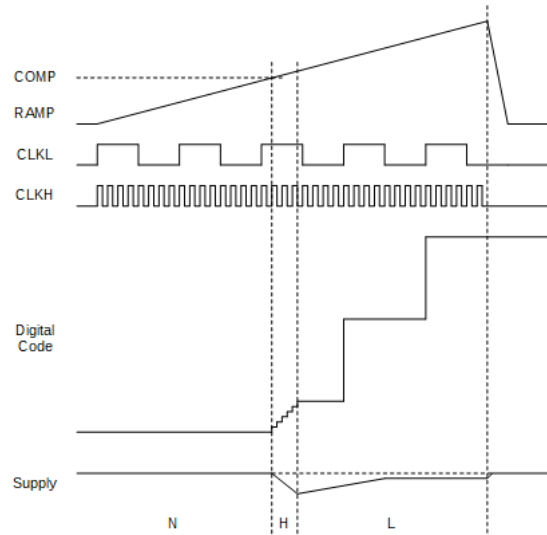 COMP
RAMP
CLKL
CLKH
Digital
Code
Supply
N H L